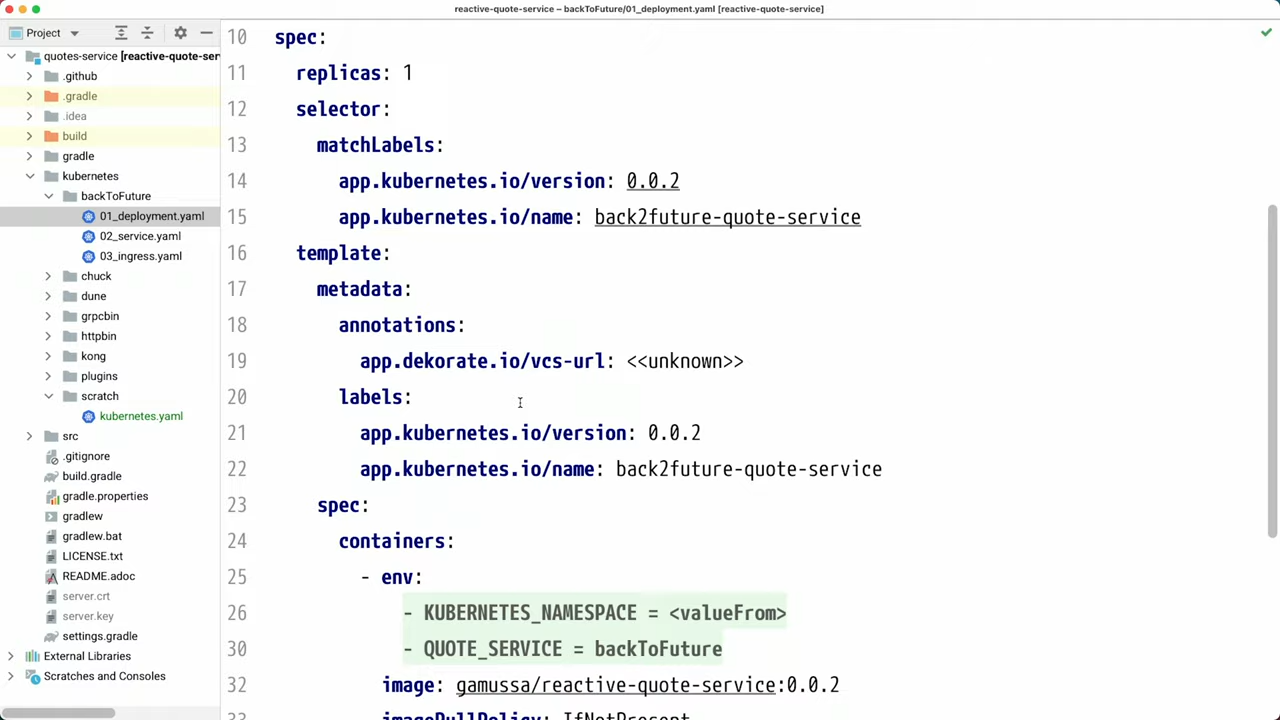 reactive-quote-service – backToFuture/01_deployment.yaml [reactive-quote-service]
Project
quotes-service [reactive-quote-ser
.github
.gradle
.idea
build
gradle
kubernetes
backToFuture
01_deployment.yaml
02_service.yaml
03_ingress.yaml
chuck
dune
grpcbin
httpbin
kong
plugins
scratch
kubernetes.yaml
src
.gitignore
build.gradle
gradle.properties
gradlew
gradlew.bat
LICENSE.txt
README.adoc
server.crt
server.key
settings.gradle
External Libraries
Scratches and Consoles
10 spec:
11 replicas: 1
12 selector:
13 matchLabels:
14 app.kubernetes.io/version: 0.0.2
15 app.kubernetes.io/name: back2future-quote-service
16 template:
17 metadata:
18 annotations:
19 app.dekorate.io/vcs-url: <<unknown>>
20 labels:
21 app.kubernetes.io/version: 0.0.2
22 app.kubernetes.io/name: back2future-quote-service
23 spec:
24 containers:
25 - env:
26 - KUBERNETES_NAMESPACE = <valueFrom>
30 - QUOTE_SERVICE = backToFuture
32 image: gamussa/reactive-quote-service:0.0.2
33 imagePullPolicy: IfNotPresent